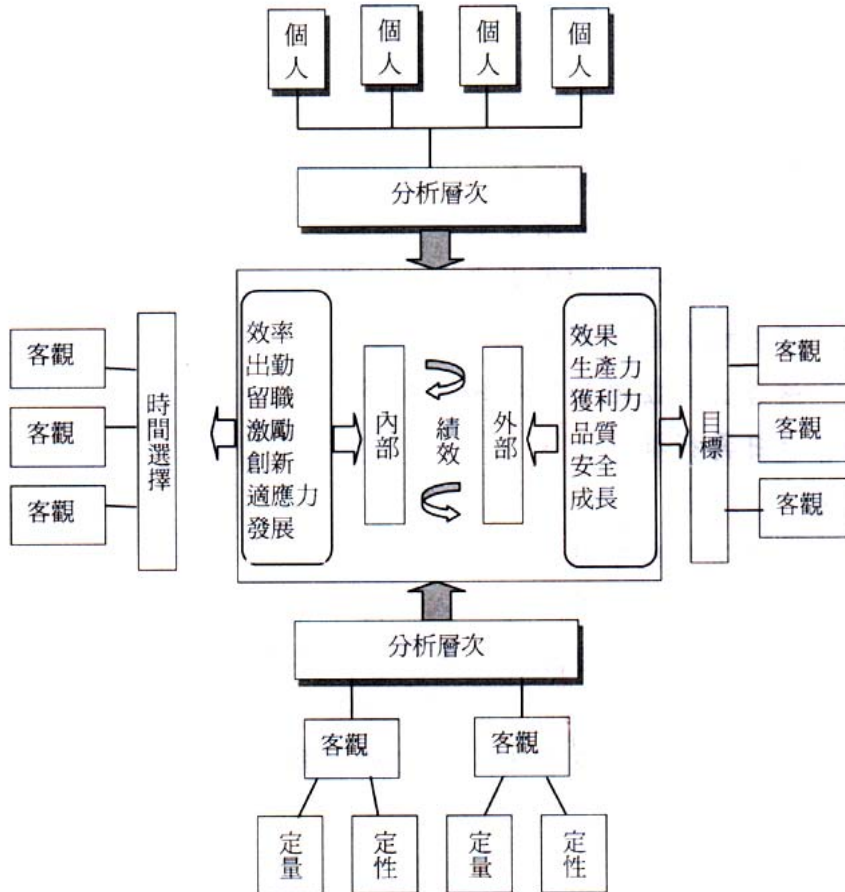 個人
個人
個人
個人
分析層次
客觀
客觀
客觀
時間選擇
效率
出勤
留職
激勵
創新
適應力
發展
內部
績效
外部
效果
生產力
獲利力
品質
安全
成長
目標
客觀
客觀
客觀
分析層次
客觀
客觀
定量
定性
定量
定性